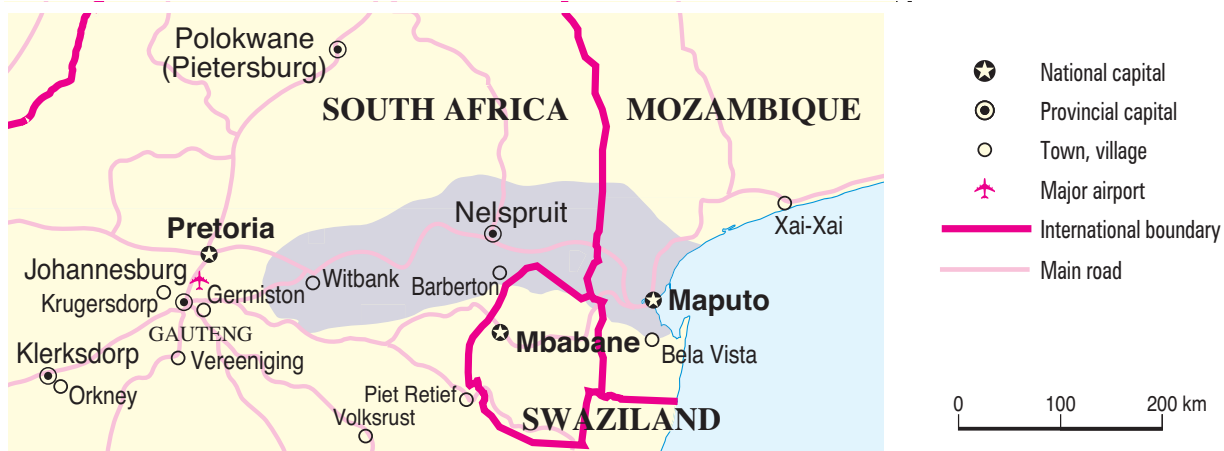 Polokwane
(Pietersburg)
SOUTH AFRICA
MOZAMBIQUE
Nelspruit
Xai-Xai
Pretoria
Johannesburg
Krugersdorp
Germiston
Witbank
Barberton
Maputo
GAUTENG
Mbabane
Klerksdorp
Vereeniging
Bela Vista
Orkney
Piet Retief
Volksrust
SWAZILAND
National capital
Provincial capital
Town, village
Major airport
International boundary
Main road
0 100 200 km